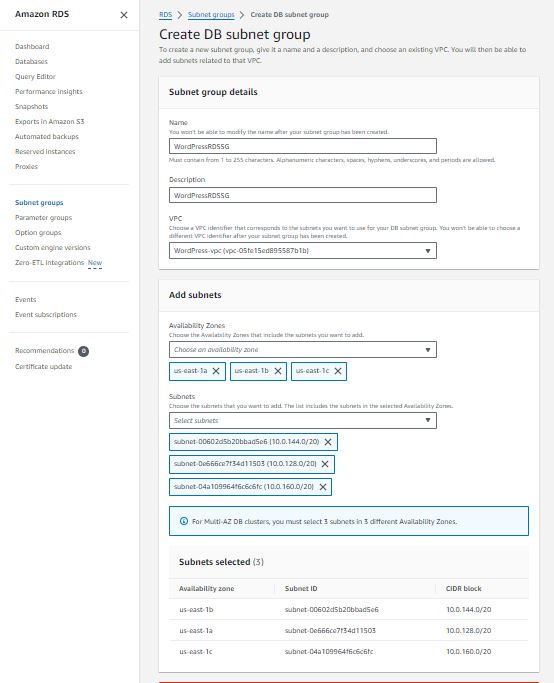 Amazon RDS
Dashboard
Databases
Query Editor
Performance insights
Snapshots
Exports in Amazon S3
Automated backups
Reserved instances
Proxies
Subnet groups
Parameter groups
Option groups
Custom engine versions
Zero-ETL integrations New
Events
Event subscriptions
Recommendations 0
Certificate update
RDS > Subnet groups > Create DB subnet group
Create DB subnet group
To create a new subnet group, give it a name and a description, and choose an existing VPC. You will then be able to
add subnets related to that VPC.
Subnet group details
Name
You won't be able to modify the name after your subnet group has been created.
WordPressRDSSG
Must contain from 1 to 255 characters. Alphanumeric characters, spaces, hyphens, underscores, and periods are allowed.
Description
WordPressRDSSG
VPC
Choose a VPC identifier that corresponds to the subnets you want to use for your DB subnet group. You won't be able to choose a
different VPC identifier after your subnet group has been created.
WordPress-vpc (vpc-05fe15ed895587b1b)
Add subnets
Availability Zones
Choose the Availability Zones that include the subnets you want to add.
Choose an availability zone
us-east-1a us-east-1b us-east-1c
Subnets
Choose the subnets that you want to add. The list includes the subnets in the selected Availability Zones.
Select subnets
subnet-00602d5b20bbad5e6 (10.0.144.0/20)
subnet-0e666ce7f34d11503 (10.0.128.0/20)
subnet-04a109964f6c6c6fc (10.0.160.0/20)
For Multi-AZ DB clusters, you must select 3 subnets in 3 different Availability Zones.
Subnets selected (3)
Availability zone Subnet ID CIDR block
us-east-1b subnet-00602d5b20bbad5e6 10.0.144.0/20
us-east-1a subnet-0e666ce7f34d11503 10.0.128.0/20
us-east-1c subnet-04a109964f6c6c6fc 10.0.160.0/20